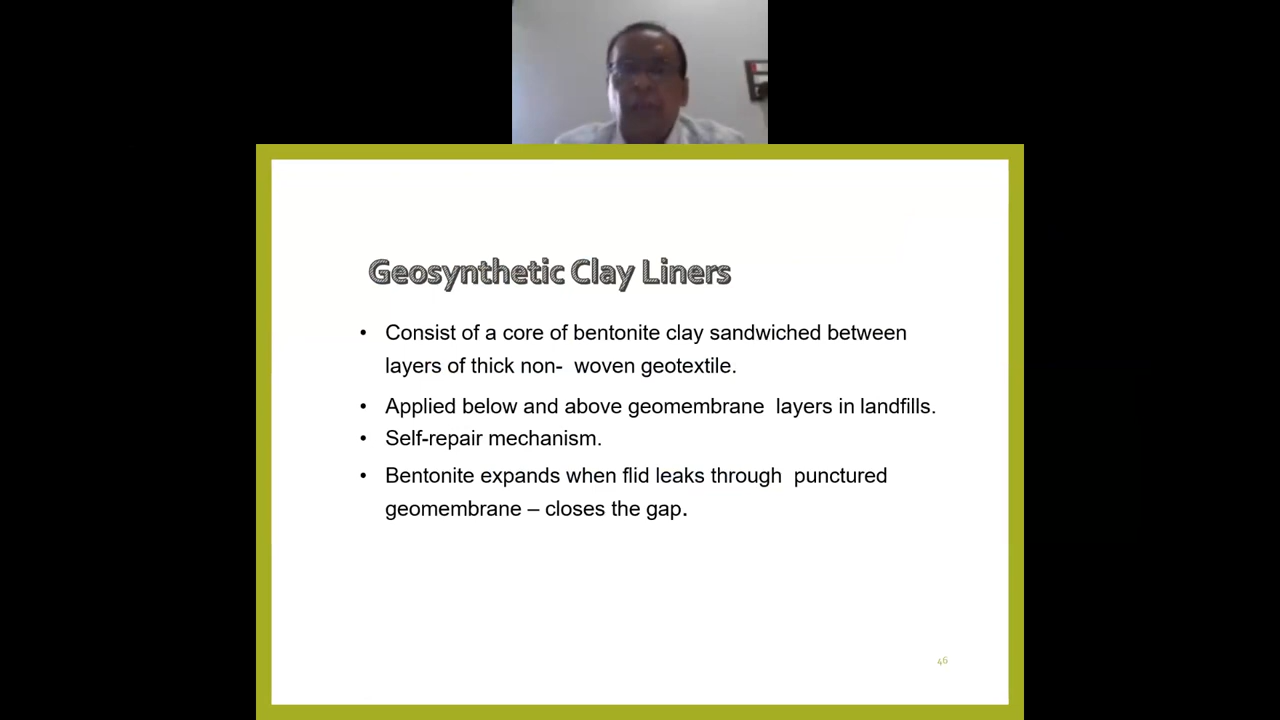 Geosynthetic Clay Liners
• Consist of a core of bentonite clay sandwiched between
layers of thick non- woven geotextile.
• Applied below and above geomembrane layers in landfills.
• Self-repair mechanism.
• Bentonite expands when flid leaks through punctured
geomembrane – closes the gap.
46